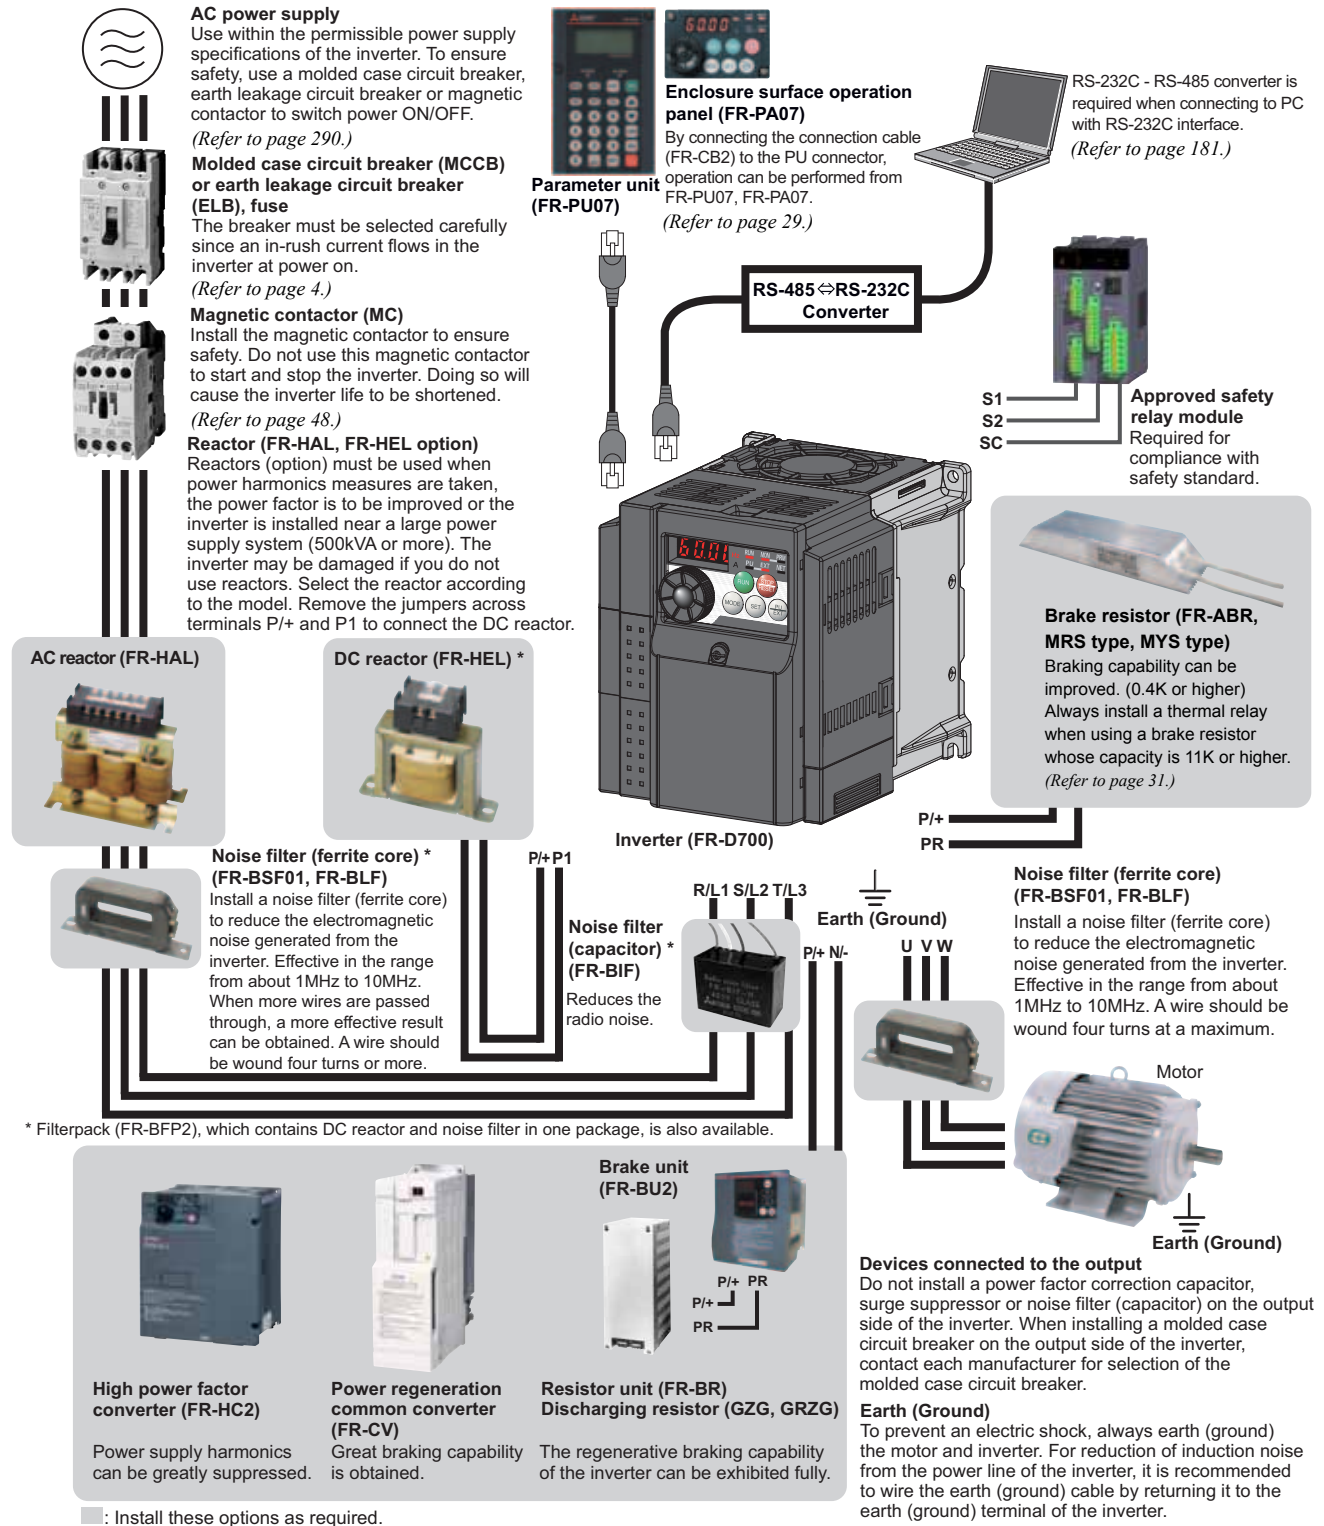 AC power supply
Use within the permissible power supply
specifications of the inverter. To ensure
safety, use a molded case circuit breaker,
earth leakage circuit breaker or magnetic
contactor to switch power ON/OFF.
(Refer to page 290.)
Molded case circuit breaker (MCCB)
or earth leakage circuit breaker
(ELB), fuse
The breaker must be selected carefully
since an in-rush current flows in the
inverter at power on.
(Refer to page 4.)
Magnetic contactor (MC)
Install the magnetic contactor to ensure
safety. Do not use this magnetic contactor
to start and stop the inverter. Doing so will
cause the inverter life to be shortened.
(Refer to page 48.)
Reactor (FR-HAL, FR-HEL option)
Reactors (option) must be used when
power harmonics measures are taken,
the power factor is to be improved or the
inverter is installed near a large power
supply system (500kVA or more). The
inverter may be damaged if you do not
use reactors. Select the reactor according
to the model. Remove the jumpers across
terminals P/+ and P1 to connect the DC reactor.
Parameter unit
(FR-PU07)
Enclosure surface operation
panel (FR-PA07)
By connecting the connection cable
(FR-CB2) to the PU connector,
operation can be performed from
FR-PU07, FR-PA07.
(Refer to page 29.)
RS-232C - RS-485 converter is
required when connecting to PC
with RS-232C interface.
(Refer to page 181.)
RS-485⇔RS-232C
Converter
S1
S2
SC
Approved safety
relay module
Required for
compliance with
safety standard.
RUN MON PRM
A PU EXT NET
RUN
STOP
RESET
MODE
SET
PU
EXT
Inverter (FR-D700)
Brake resistor (FR-ABR,
MRS type, MYS type)
Braking capability can be
improved. (0.4K or higher)
Always install a thermal relay
when using a brake resistor
whose capacity is 11K or higher.
(Refer to page 31.)
P/+
PR
AC reactor (FR-HAL)
DC reactor (FR-HEL) *
Noise filter (ferrite core) *
(FR-BSF01, FR-BLF)
Install a noise filter (ferrite core)
to reduce the electromagnetic
noise generated from the
inverter. Effective in the range
from about 1MHz to 10MHz.
When more wires are passed
through, a more effective result
can be obtained. A wire should
be wound four turns or more.
P/+ P1
Noise filter
(capacitor) *
(FR-BIF)
Reduces the
radio noise.
R/L1 S/L2 T/L3
Earth (Ground)
P/+ N/-
U V W
Noise filter (ferrite core)
(FR-BSF01, FR-BLF)
Install a noise filter (ferrite core)
to reduce the electromagnetic
noise generated from the inverter.
Effective in the range from about
1MHz to 10MHz. A wire should be
wound four turns at a maximum.
Motor
Earth (Ground)
* Filterpack (FR-BFP2), which contains DC reactor and noise filter in one package, is also available.
High power factor
converter (FR-HC2)
Power supply harmonics
can be greatly suppressed.
Power regeneration
common converter
(FR-CV)
Great braking capability
is obtained.
Brake unit
(FR-BU2)
P/+ PR
P/+
PR
Resistor unit (FR-BR)
Discharging resistor (GZG, GRZG)
The regenerative braking capability
of the inverter can be exhibited fully.
Devices connected to the output
Do not install a power factor correction capacitor,
surge suppressor or noise filter (capacitor) on the output
side of the inverter. When installing a molded case
circuit breaker on the output side of the inverter,
contact each manufacturer for selection of the
molded case circuit breaker.
Earth (Ground)
To prevent an electric shock, always earth (ground)
the motor and inverter. For reduction of induction noise
from the power line of the inverter, it is recommended
to wire the earth (ground) cable by returning it to the
earth (ground) terminal of the inverter.
: Install these options as required.